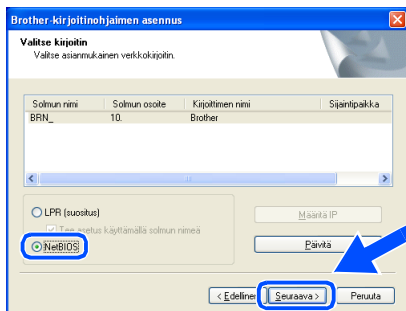 Brother-kirjoitinohjaimen asennus
Valitse kirjoitin
Valitse asianmukainen verkkokirjoitin.
Solmun nimi Solmun osoite Kirjoittimen nimi Sijaintipaikka
BRN_ 10. Brother
LPR (suositus)
Tee asetus käyttämällä solmun nimeä
NetBIOS
Määritä IP
Päivitä
< Edellinen
Seuraava >
Peruuta